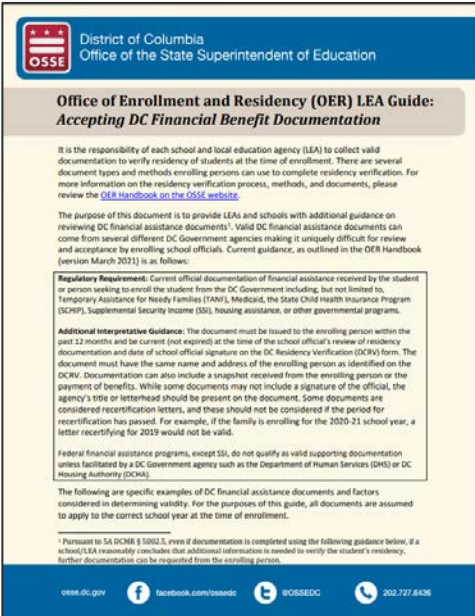 OSSE
District of Columbia
Office of the State Superintendent of Education
Office of Enrollment and Residency (OER) LEA Guide:
Accepting DC Financial Benefit Documentation
It is the responsibility of each school and local education agency (LEA) to collect valid
documentation to verify residency of students at the time of enrollment. There are several
document types and methods enrolling persons can use to complete residency verification. For
more information on the residency verification process, methods, and documents, please
review the OER Handbook on the OSSE website.
The purpose of this document is to provide LEAs and schools with additional guidance on
reviewing DC financial assistance documents¹. Valid DC financial assistance documents can
come from several different DC Government agencies making it uniquely difficult for review
and acceptance by enrolling school officials. Current guidance, as outlined in the OER Handbook
(version March 2021) is as follows:
Regulatory Requirement: Current official documentation of financial assistance received by the student
or person seeking to enroll the student from the DC Government including, but not limited to,
Temporary Assistance for Needy Families (TANF), Medicaid, the State Child Health Insurance Program
(SCHIP), Supplemental Security Income (SSI), housing assistance, or other governmental programs.
Additional Interpretative Guidance: The document must be issued to the enrolling person within the
past 12 months and be current (not expired) at the time of the school official's review of residency
documentation and date of school official signature on the DC Residency Verification (DCRV) form. The
document must have the same name and address of the enrolling person as identified on the
DCRV. Documentation can also include a snapshot received from the enrolling person or the
payment of benefits. While some documents may not include a signature of the official, the
agency's title or letterhead should be present on the document. Some documents are
considered recertification letters, and these should not be considered if the period for
recertification has passed. For example, if the family is enrolling for the 2020-21 school year, a
letter recertifying for 2019 would not be valid.
Federal financial assistance programs, except SSI, do not qualify as valid supporting documentation
unless facilitated by a DC Government agency such as the Department of Human Services (DHS) or DC
Housing Authority (DCHA).
The following are specific examples of DC financial assistance documents and factors
considered in determining validity. For the purposes of this guide, all documents are assumed
to apply to the correct school year at the time of enrollment.
¹ Pursuant to 5A DCMR § 5002.5, even if documentation is completed using the following guidance below, if a
school/LEA reasonably concludes that additional information is needed to verify the student's residency,
further documentation can be requested from the enrolling person.
osse.dc.gov facebook.com/ossedc @OSSEDC 202.727.6436